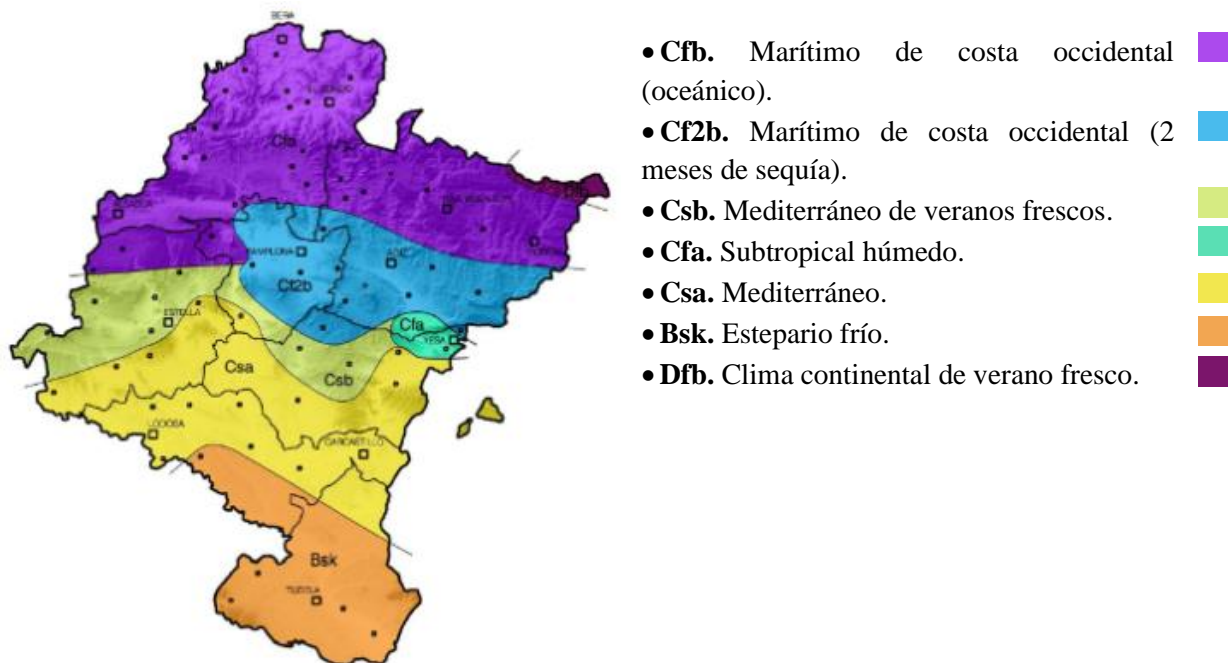 BERA
Cfb
PAMPLONA
Cf2b
ESTELLA
Cfa
YESA
Csa
Csb
LODOSA
CARCASTILLO
Bsk
TUDELA
• Cfb. Marítimo de costa occidental
(oceánico).
• Cf2b. Marítimo de costa occidental (2
meses de sequía).
• Csb. Mediterráneo de veranos frescos.
• Cfa. Subtropical húmedo.
• Csa. Mediterráneo.
• Bsk. Estepario frío.
• Dfb. Clima continental de verano fresco.